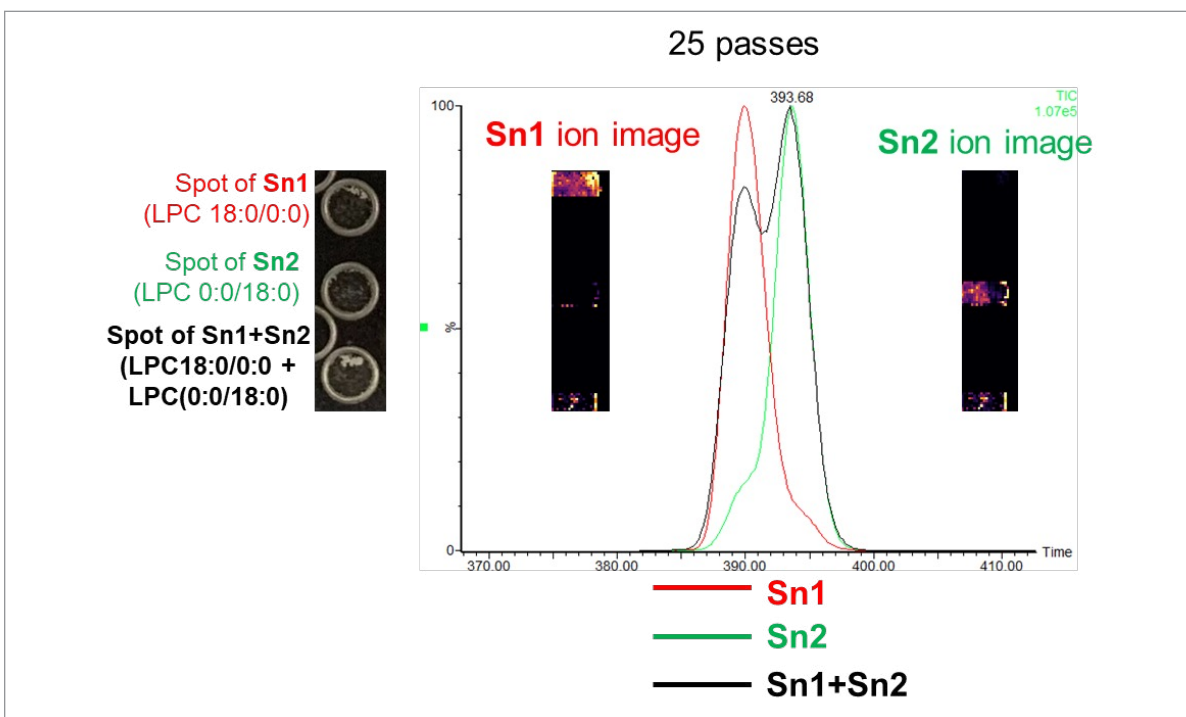 25 passes
393.68
TIC
1.07e5
100
Sn1 ion image
Sn2 ion image
Spot of Sn1
(LPC 18:0/0:0)
Spot of Sn2
(LPC 0:0/18:0)
Spot of Sn1+Sn2
(LPC18:0/0:0 +
LPC(0:0/18:0)
%
0
Time
370.00 380.00 390.00 400.00 410.00
Sn1
Sn2
Sn1+Sn2